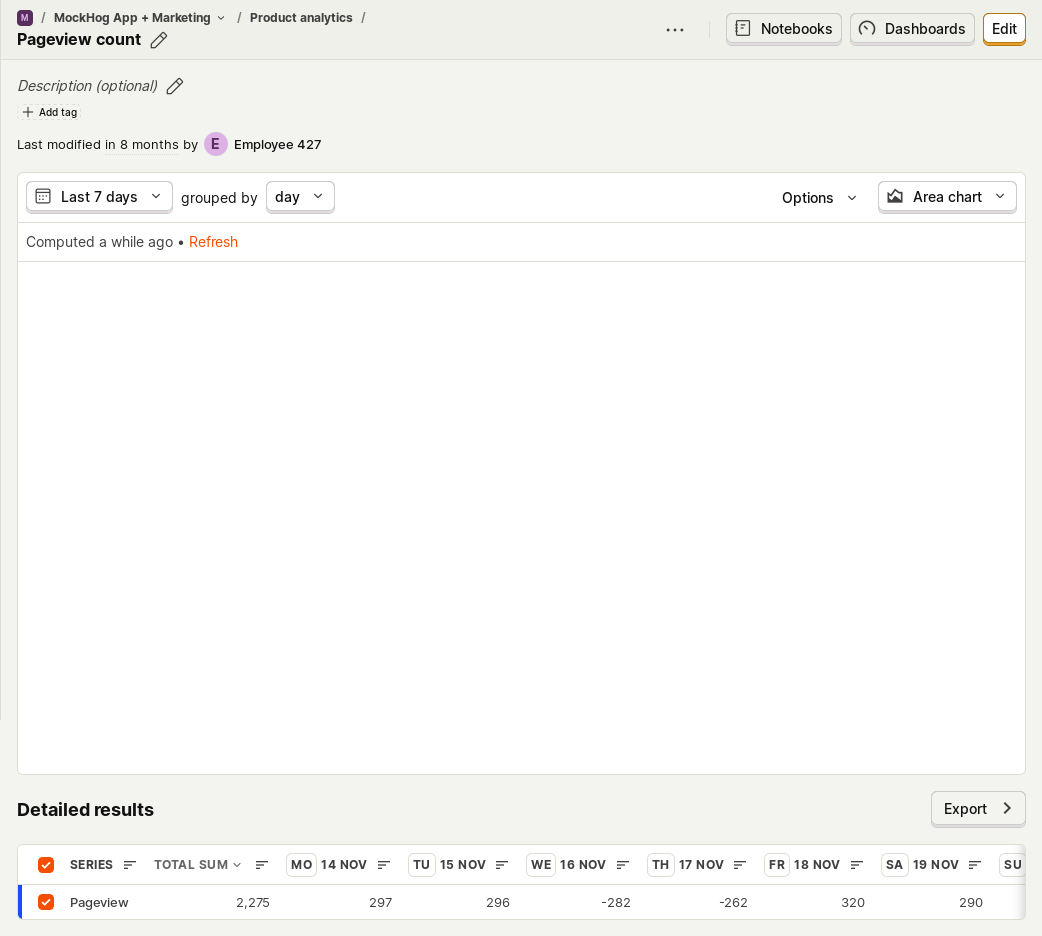 M / MockHog App + Marketing / Product analytics /
Pageview count
Notebooks
Dashboards
Edit
Description (optional)
+ Add tag
Last modified in 8 months by E Employee 427
Last 7 days grouped by day
Options
Area chart
Computed a while ago • Refresh
Detailed results
Export
SERIES TOTAL SUM MO 14 NOV TU 15 NOV WE 16 NOV TH 17 NOV FR 18 NOV SA 19 NOV SU
Pageview 2,275 297 296 -282 -262 320 290